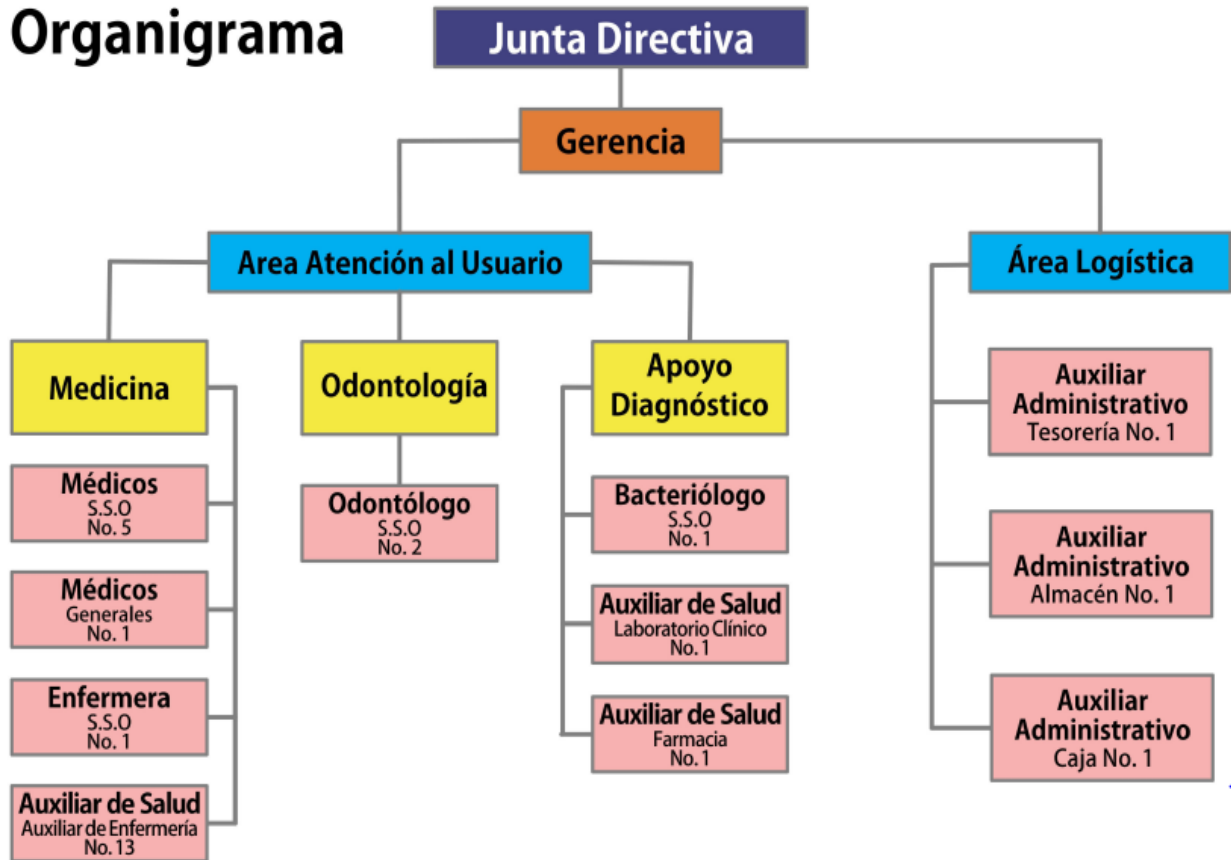 Organigrama
Junta Directiva
Gerencia
Area Atención al Usuario
Área Logística
Medicina
Médicos
S.S.O
No. 5
Médicos
Generales
No. 1
Enfermera
S.S.O
No. 1
Auxiliar de Salud
Auxiliar de Enfermería
No. 13
Odontología
Odontólogo
S.S.O
No. 2
Apoyo
Diagnóstico
Bacteriólogo
S.S.O
No. 1
Auxiliar de Salud
Laboratorio Clínico
No. 1
Auxiliar de Salud
Farmacia
No. 1
Auxiliar
Administrativo
Tesorería No. 1
Auxiliar
Administrativo
Almacén No. 1
Auxiliar
Administrativo
Caja No. 1